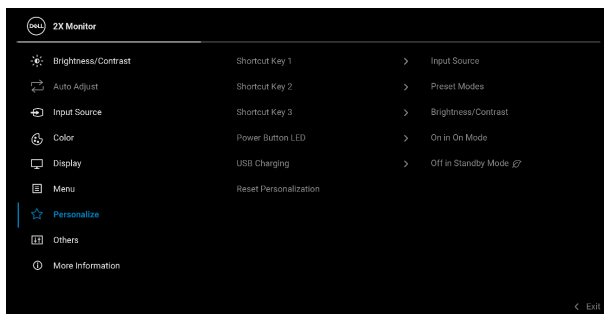 DELL 2X Monitor
Brightness/Contrast Shortcut Key 1 > Input Source
Auto Adjust Shortcut Key 2 > Preset Modes
Input Source Shortcut Key 3 > Brightness/Contrast
Color Power Button LED > On in On Mode
Display USB Charging > Off in Standby Mode
Menu Reset Personalization
Personalize
Others
More Information
< Exit